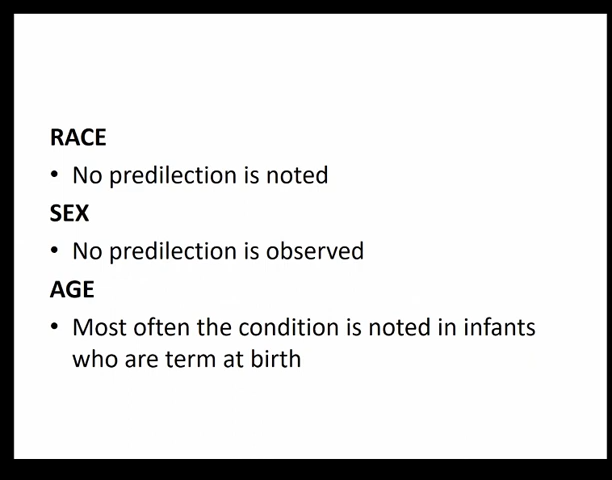 RACE
• No predilection is noted
SEX
• No predilection is observed
AGE
• Most often the condition is noted in infants
who are term at birth